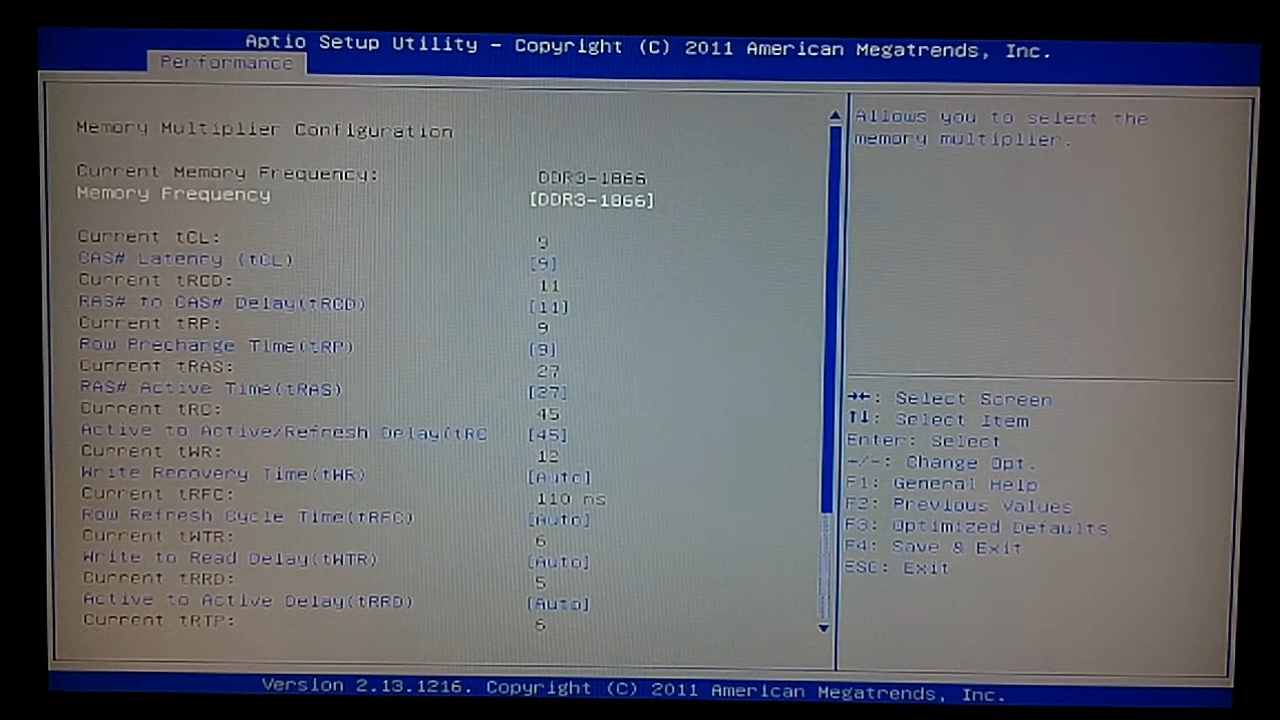 Aptio Setup Utility - Copyright (C) 2011 American Megatrends, Inc.
Performance
Memory Multiplier Configuration
Current Memory Frequency: DDR3-1866
Memory Frequency [DDR3-1866]
Current tCL: 9
CAS# Latency (tCL) [9]
Current tRCD: 11
RAS# to CAS# Delay(tRCD) [11]
Current tRP: 9
Row Precharge Time(tRP) [9]
Current tRAS: 27
RAS# Active Time(tRAS) [27]
Current tRC: 45
Active to Active/Refresh Delay(tRC [45]
Current tWR: 12
Write Recovery Time(tWR) [Auto]
Current tRFC: 110 ns
Row Refresh Cycle Time(tRFC) [Auto]
Current tWTR: 6
Write to Read Delay(tWTR) [Auto]
Current tRRD: 5
Active to Active Delay(tRRD) [Auto]
Current tRTP: 6
Allows you to select the
memory multiplier.
→←: Select Screen
↑↓: Select Item
Enter: Select
+/-: Change Opt.
F1: General Help
F2: Previous Values
F3: Optimized Defaults
F4: Save & Exit
ESC: Exit
Version 2.13.1216. Copyright (C) 2011 American Megatrends, Inc.